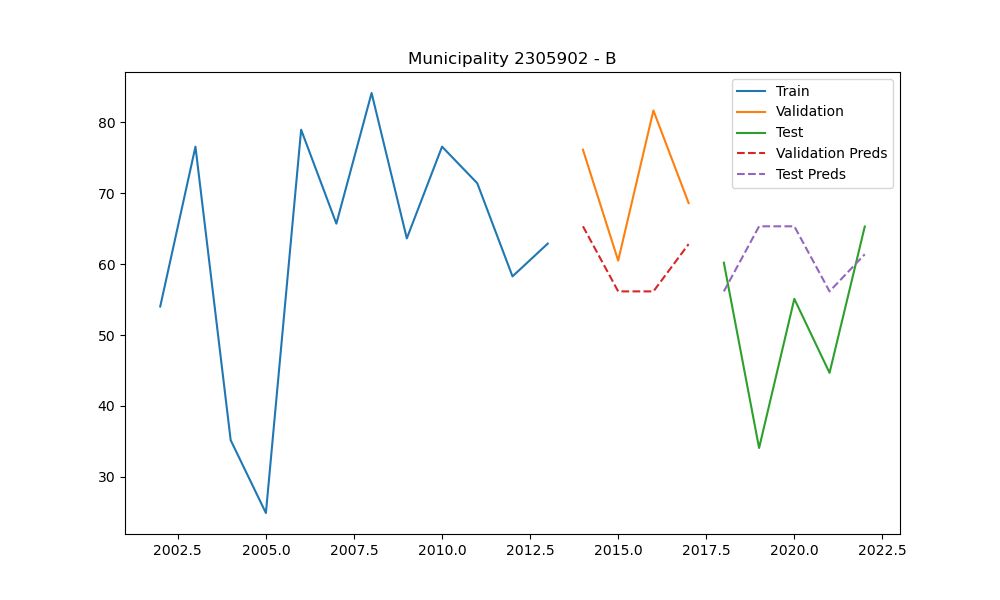 Municipality 2305902 - B
Train
Validation
Test
Validation Preds
Test Preds
80
70
60
50
40
30
2002.5 2005.0 2007.5 2010.0 2012.5 2015.0 2017.5 2020.0 2022.5